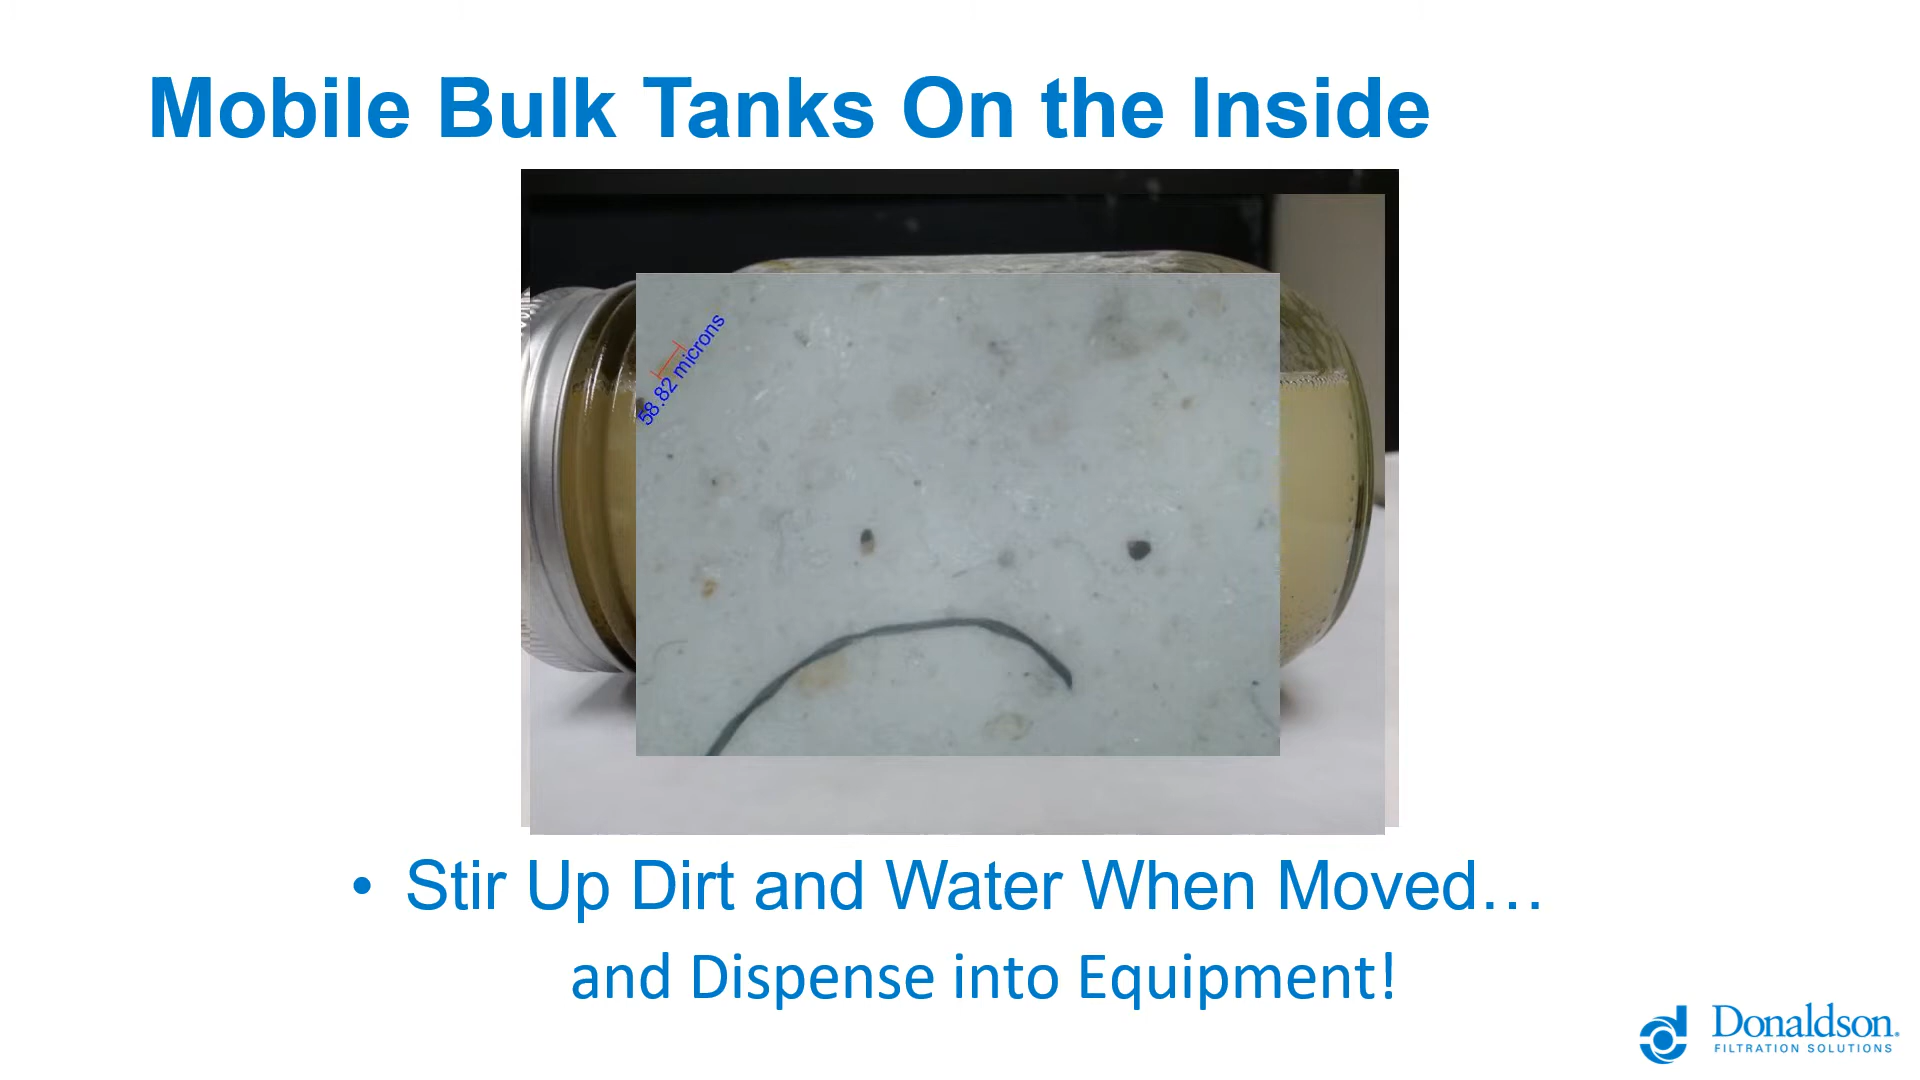 Mobile Bulk Tanks On the Inside
58.82 microns
• Stir Up Dirt and Water When Moved…
and Dispense into Equipment!
Donaldson®
FILTRATION SOLUTIONS